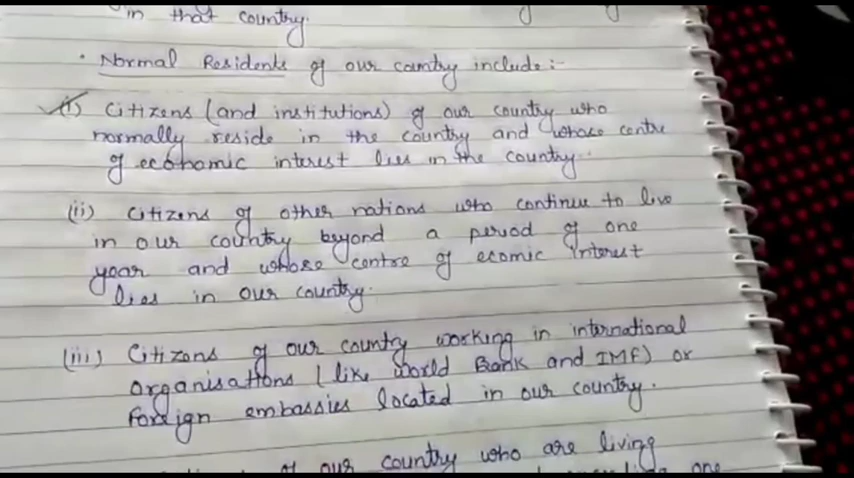 in that country.
· Normal Residents of our country include:-
(i) Citizens (and institutions) of our country who
normally reside in the country and whose centre
of economic interest lies in the country.
(ii) Citizens of other nations who continue to live
in our country beyond a period of one
year and whose centre of ecomic interest
lies in our country.
(iii) Citizens of our country working in international
organisations (like World Bank and IMF) or
foreign embassies located in our country.
of our country who are living
one